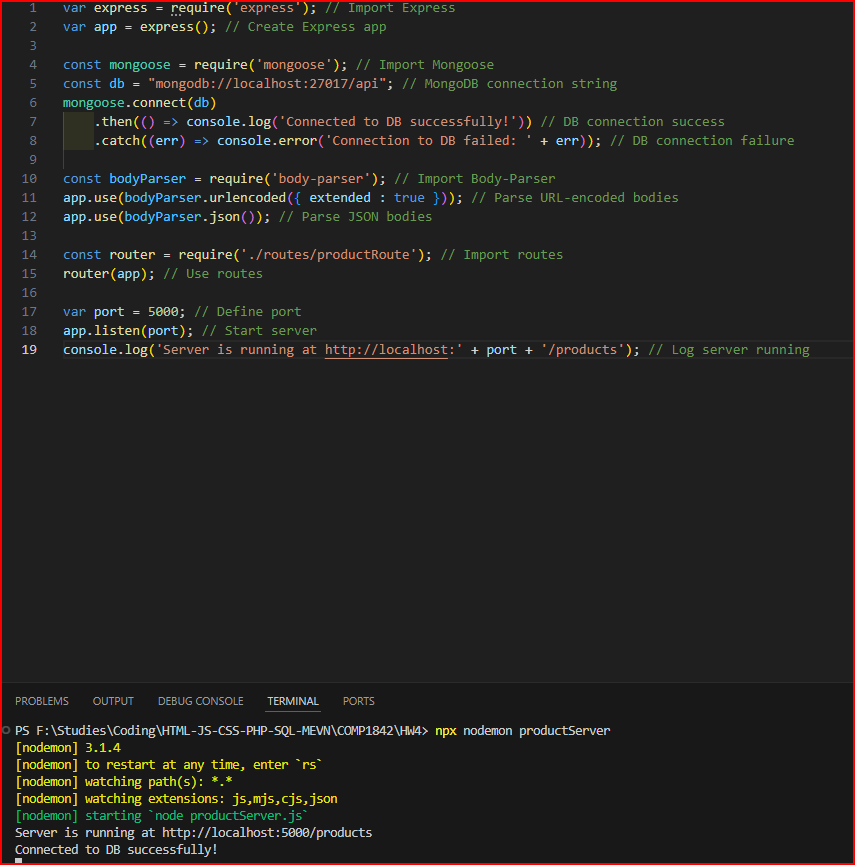 1 var express = require('express'); // Import Express
2 var app = express(); // Create Express app
3
4 const mongoose = require('mongoose'); // Import Mongoose
5 const db = "mongodb://localhost:27017/api"; // MongoDB connection string
6 mongoose.connect(db)
7     .then(() => console.log('Connected to DB successfully!')) // DB connection success
8     .catch((err) => console.error('Connection to DB failed: ' + err)); // DB connection failure
9
10 const bodyParser = require('body-parser'); // Import Body-Parser
11 app.use(bodyParser.urlencoded({ extended : true })); // Parse URL-encoded bodies
12 app.use(bodyParser.json()); // Parse JSON bodies
13
14 const router = require('./routes/productRoute'); // Import routes
15 router(app); // Use routes
16
17 var port = 5000; // Define port
18 app.listen(port); // Start server
19 console.log('Server is running at http://localhost:' + port + '/products'); // Log server running
PROBLEMS OUTPUT DEBUG CONSOLE TERMINAL PORTS
PS F:\Studies\Coding\HTML-JS-CSS-PHP-SQL-MEVN\COMP1842\HW4> npx nodemon productServer
[nodemon] 3.1.4
[nodemon] to restart at any time, enter `rs`
[nodemon] watching path(s): *.*
[nodemon] watching extensions: js,mjs,cjs,json
[nodemon] starting `node productServer.js`
Server is running at http://localhost:5000/products
Connected to DB successfully!